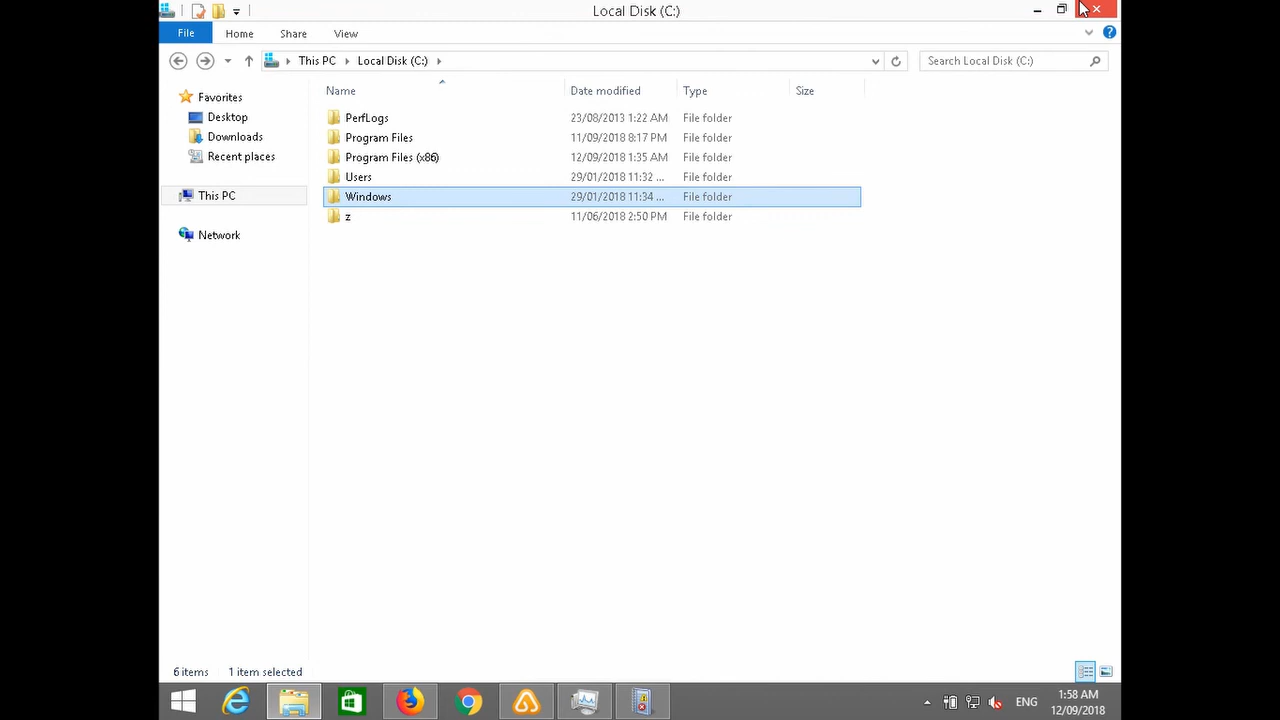 Local Disk (C:)
File Home Share View
This PC Local Disk (C:) Search Local Disk (C:)
Name Date modified Type Size
Favorites
Desktop
Downloads
Recent places
This PC
Network
PerfLogs 23/08/2013 1:22 AM File folder
Program Files 11/09/2018 8:17 PM File folder
Program Files (x86) 12/09/2018 1:35 AM File folder
Users 29/01/2018 11:32 ... File folder
Windows 29/01/2018 11:34 ... File folder
z 11/06/2018 2:50 PM File folder
6 items 1 item selected
ENG 1:58 AM
12/09/2018